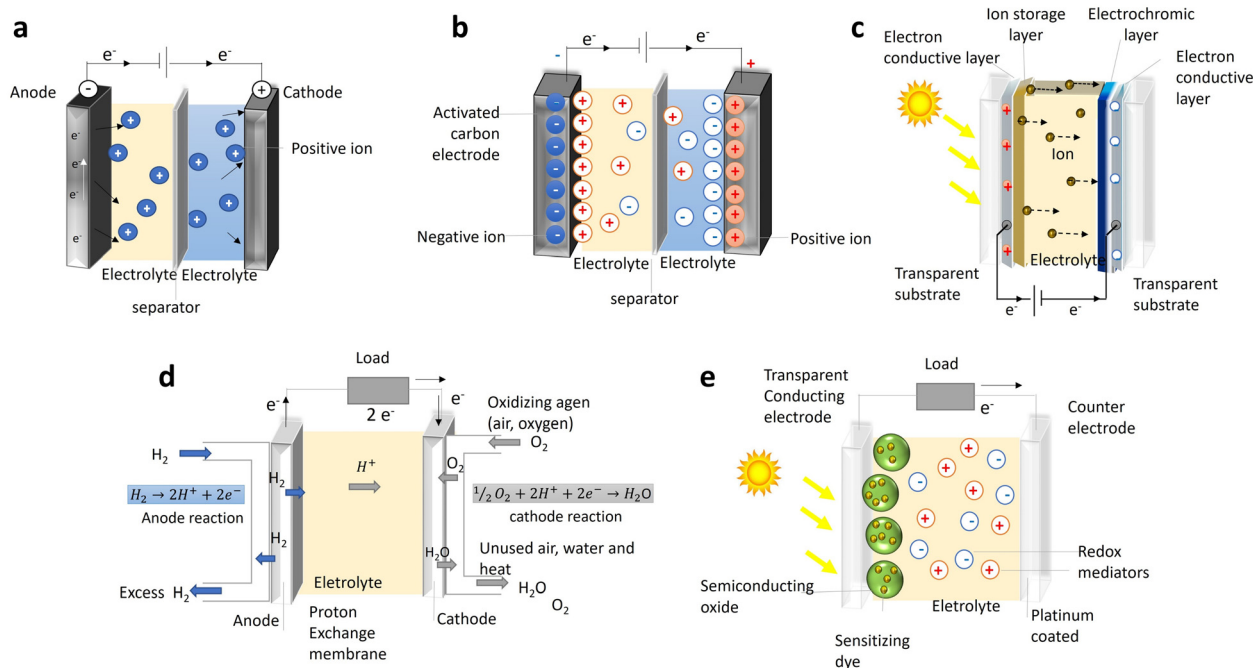 a
e⁻
e⁻
Anode
−
+
Cathode
e⁻
e⁻
e⁻
e⁻
+
+
+
+
+
+
+
+
+
+
Positive ion
Electrolyte
Electrolyte
separator
b
e⁻
e⁻
-
+
Activated
carbon
electrode
Negative ion
Positive ion
Electrolyte
Electrolyte
separator
c
Ion storage
layer
Electrochromic
layer
Electron
conductive layer
Electron
conductive
layer
Ion
Electrolyte
Transparent
substrate
Transparent
substrate
e⁻
e⁻
d
Load
e⁻
2 e⁻
e⁻
Oxidizing agen
(air, oxygen)
O₂
H₂
H₂
H⁺
O₂
H₂ → 2H⁺ + 2e⁻
Anode reaction
½ O₂ + 2H⁺ + 2e⁻ → H₂O
cathode reaction
H₂
H₂O
Unused air, water and
heat
Excess H₂
Eletrolyte
H₂O
O₂
Anode
Proton
Exchange
membrane
Cathode
e
Load
e⁻
Transparent
Conducting
electrode
Counter
electrode
Semiconducting
oxide
Redox
mediators
Eletrolyte
Sensitizing
dye
Platinum
coated